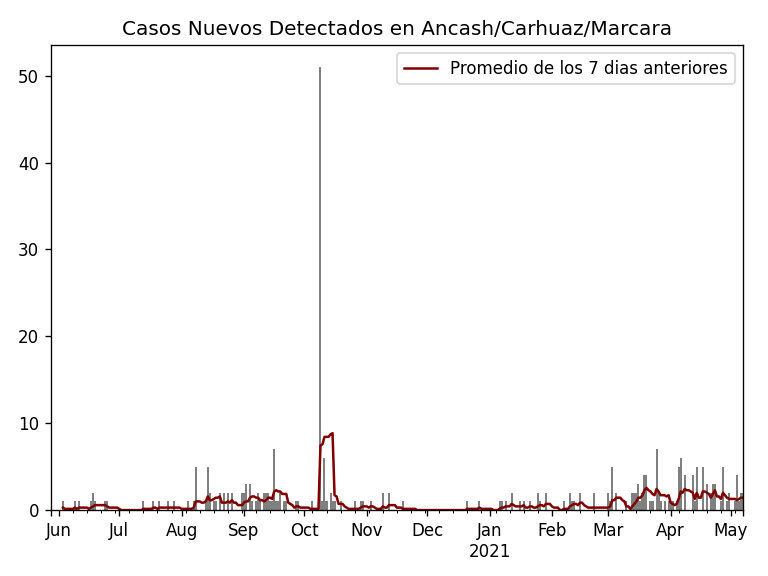 Casos Nuevos Detectados en Ancash/Carhuaz/Marcara
Promedio de los 7 dias anteriores
50
40
30
20
10
0
Jun Jul Aug Sep Oct Nov Dec Jan Feb Mar Apr May
2021